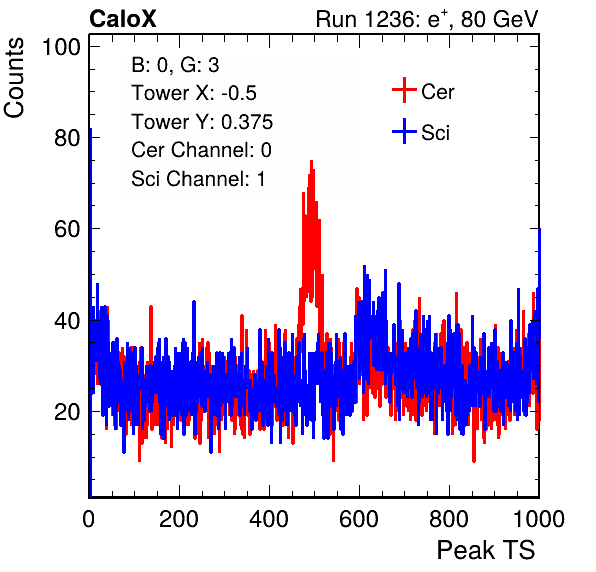 CaloX Run 1236: e⁺, 80 GeV
Counts
100
80
60
40
20
B: 0, G: 3
Tower X: -0.5
Tower Y: 0.375
Cer Channel: 0
Sci Channel: 1
Cer
Sci
0 200 400 600 800 1000
Peak TS